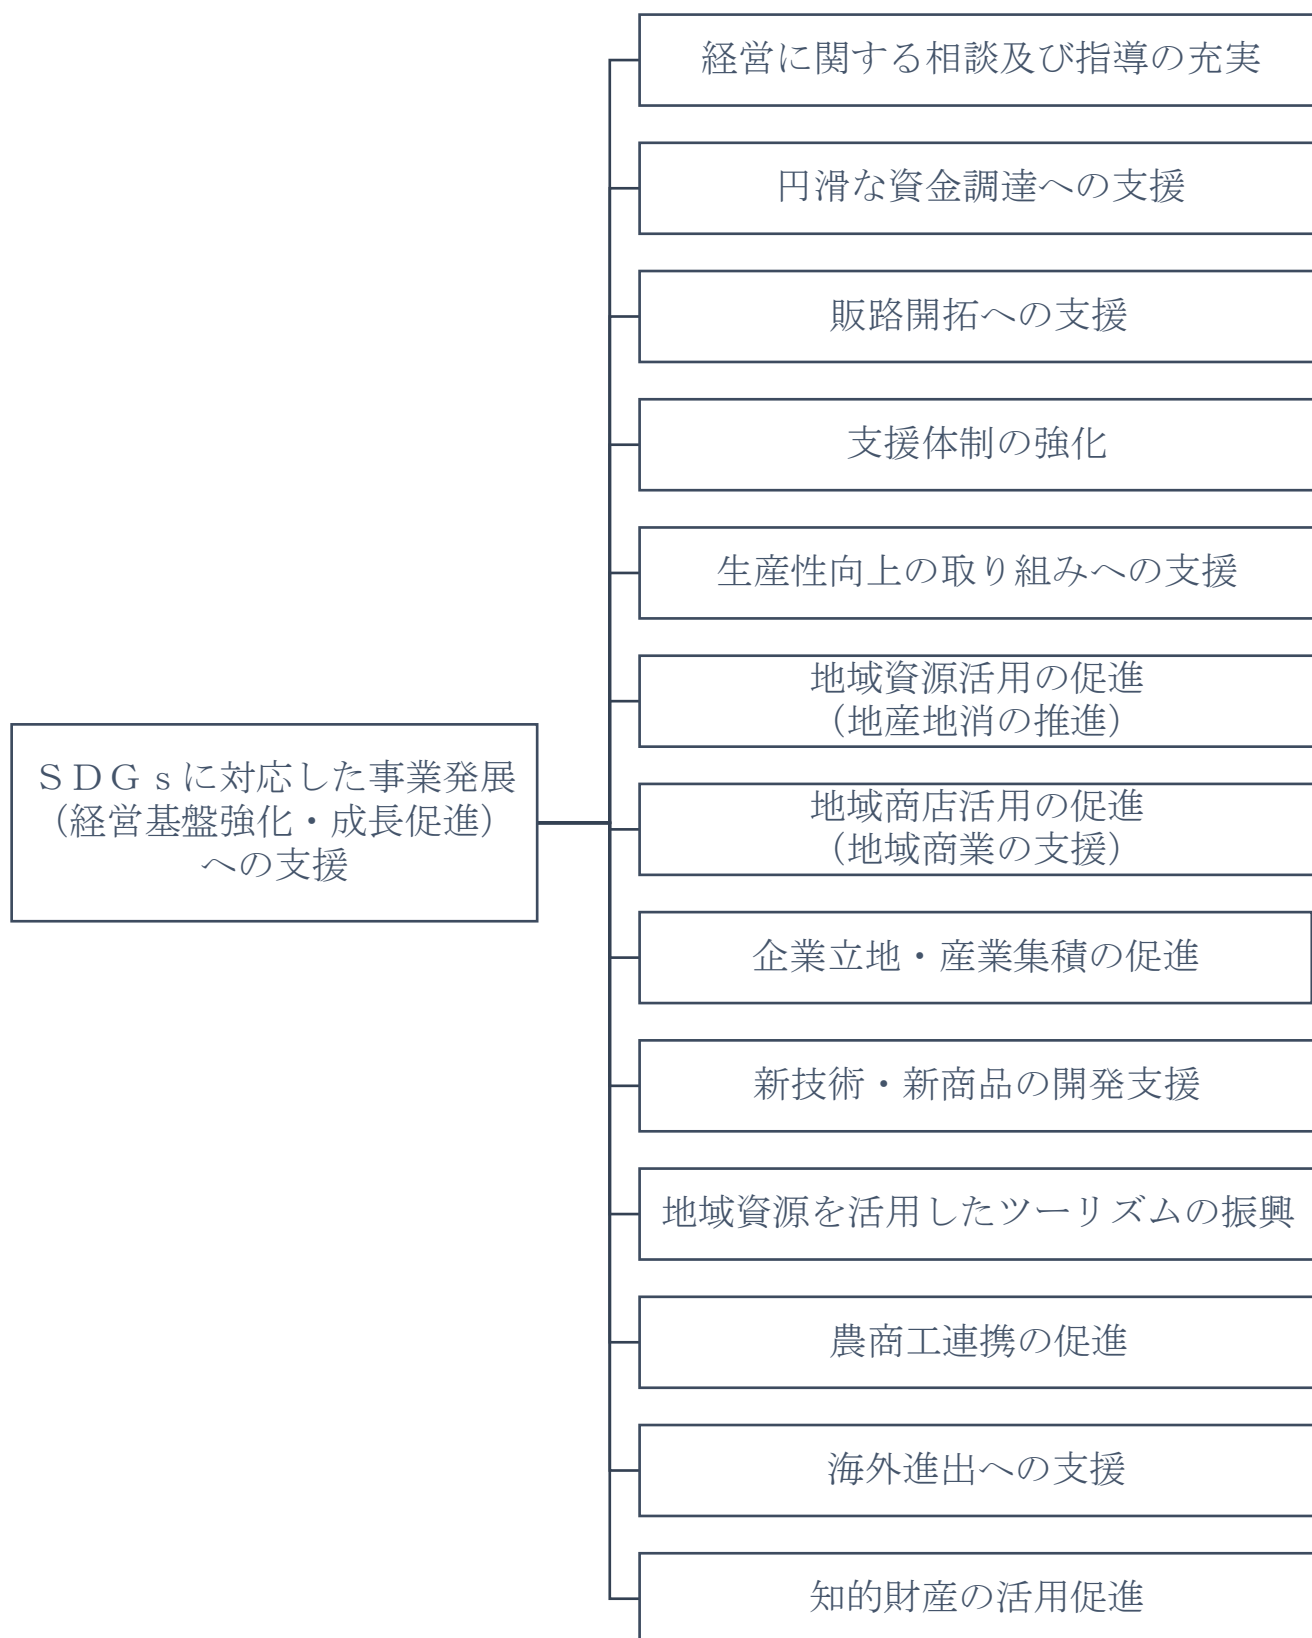 経営に関する相談及び指導の充実
円滑な資金調達への支援
販路開拓への支援
支援体制の強化
生産性向上の取り組みへの支援
地域資源活用の促進
（地産地消の推進）
ＳＤＧｓに対応した事業発展
（経営基盤強化・成長促進）
への支援
地域商店活用の促進
（地域商業の支援）
企業立地・産業集積の促進
新技術・新商品の開発支援
地域資源を活用したツーリズムの振興
農商工連携の促進
海外進出への支援
知的財産の活用促進